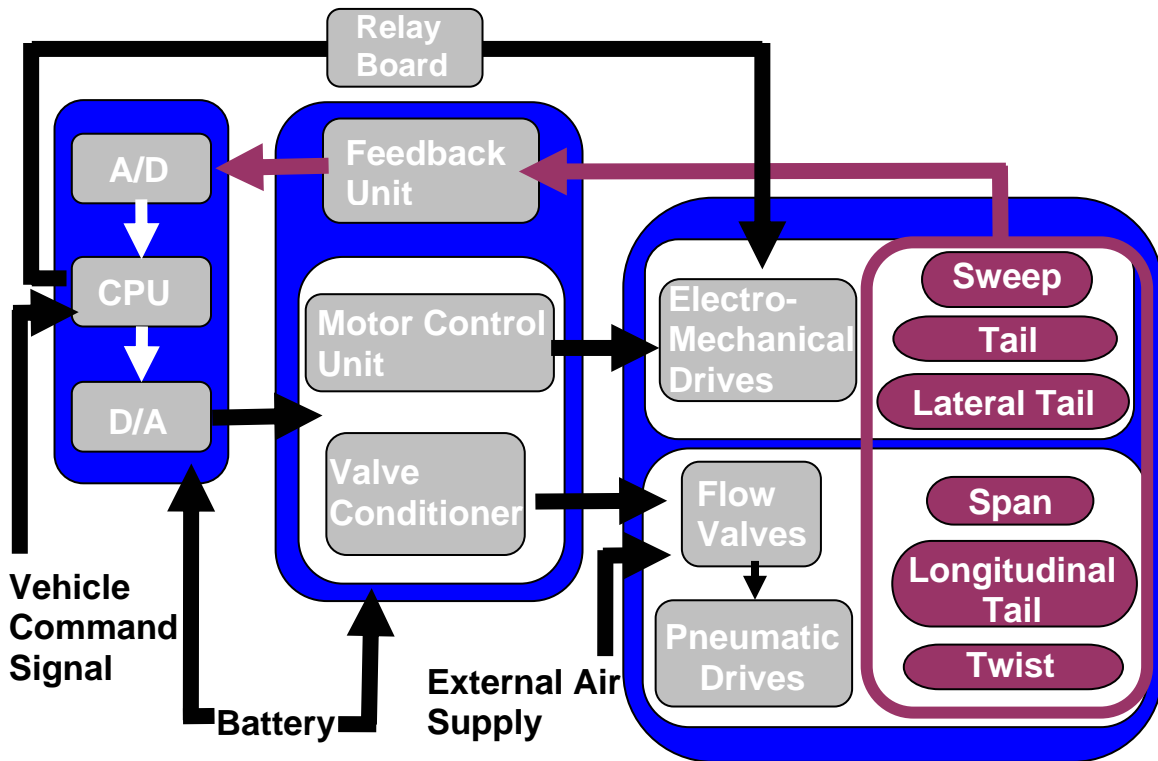 Relay
Board
A/D
CPU
D/A
Feedback
Unit
Motor Control
Unit
Valve
Conditioner
Electro-
Mechanical
Drives
Flow
Valves
Pneumatic
Drives
Sweep
Tail
Lateral Tail
Span
Longitudinal
Tail
Twist
Vehicle
Command
Signal
Battery
External Air
Supply